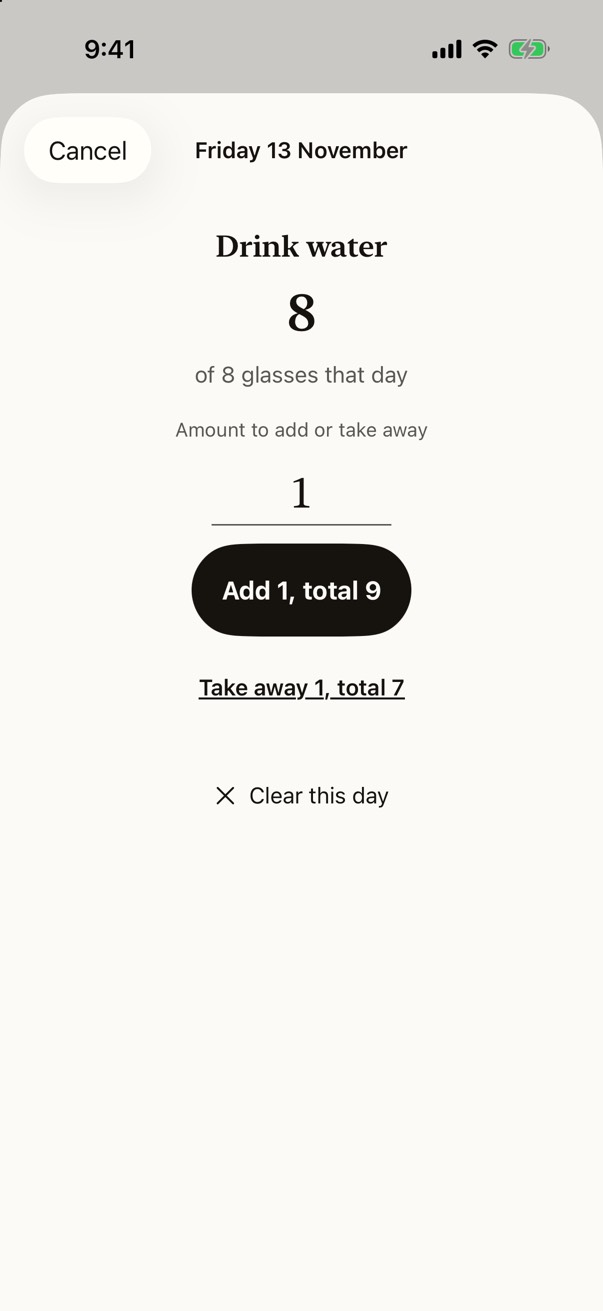 9:41
Cancel
Friday 13 November
Drink water
8
of 8 glasses that day
Amount to add or take away
1
Add 1, total 9
Take away 1, total 7
Clear this day